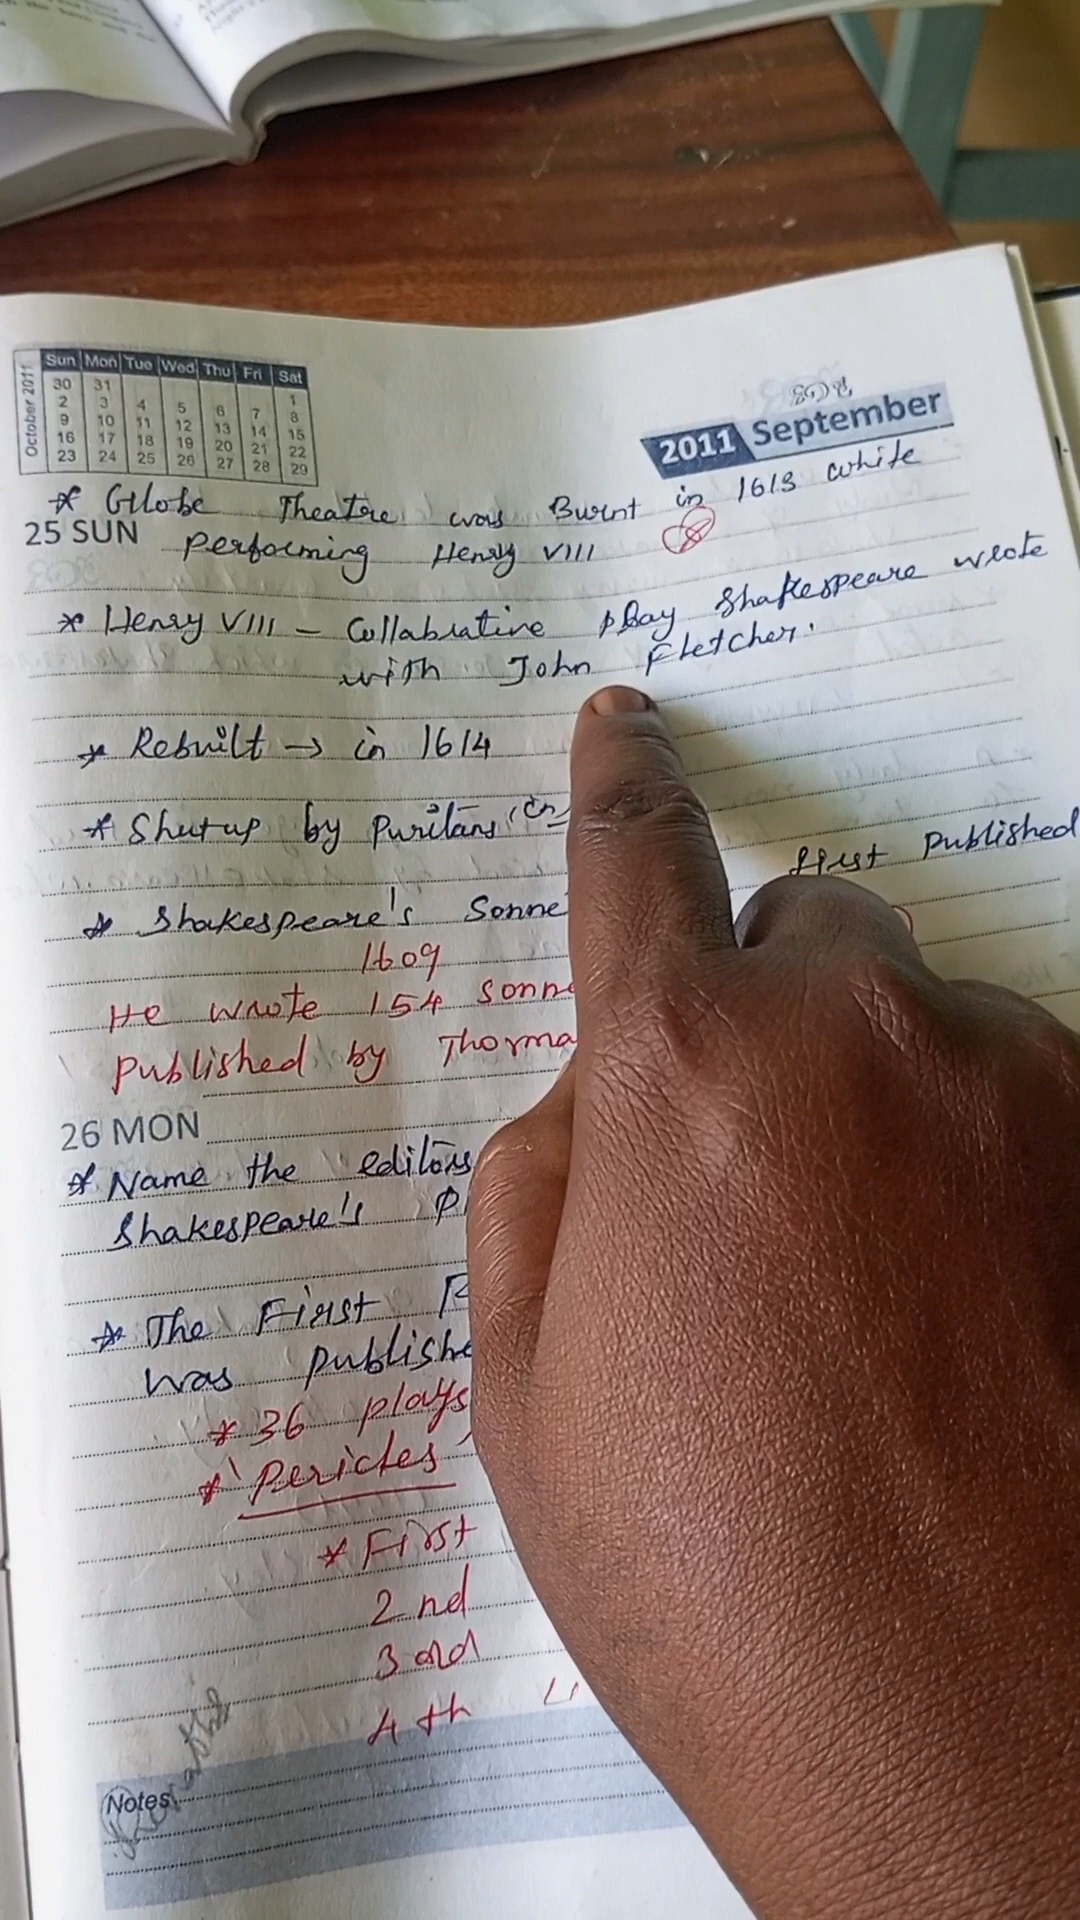 October 2011
Sun Mon Tue Wed Thu Fri Sat
30 31 1
2 3 4 5 6 7 8
9 10 11 12 13 14 15
16 17 18 19 20 21 22
23 24 25 26 27 28 29
2011 September
* Globe Theatre was Burnt in 1613 while
25 SUN
performing Henry VIII
* Henry VIII - Collabrative play Shakespeare wrote
with John Fletcher.
* Rebuilt → in 1614
* Shutup by Puritans
* Shakespeare's Sonne first published
1609
He wrote 154 Sonne
Published by Thorma
26 MON
* Name the editors
Shakespeare's P
* The First F
was publishe
* 36 plays
* 'Pericles'
* First
2nd
3rd
4th
Notes